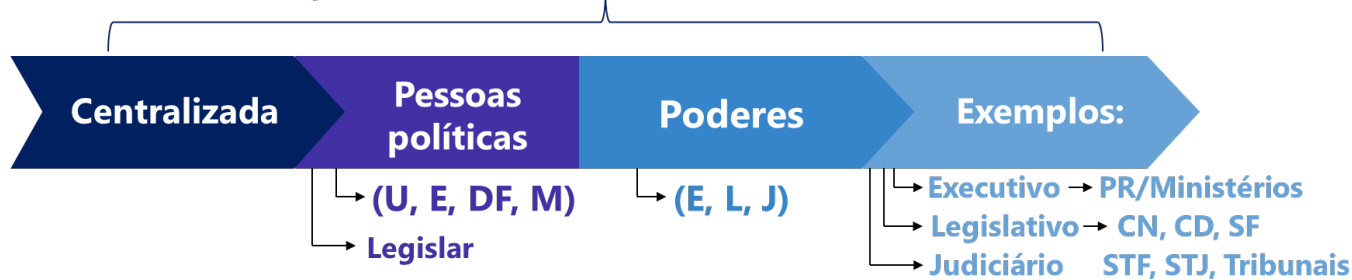 Centralizada
Pessoas
políticas
Poderes
Exemplos:
(U, E, DF, M)
Legislar
(E, L, J)
Executivo PR/Ministérios
Legislativo CN, CD, SF
Judiciário STF, STJ, Tribunais